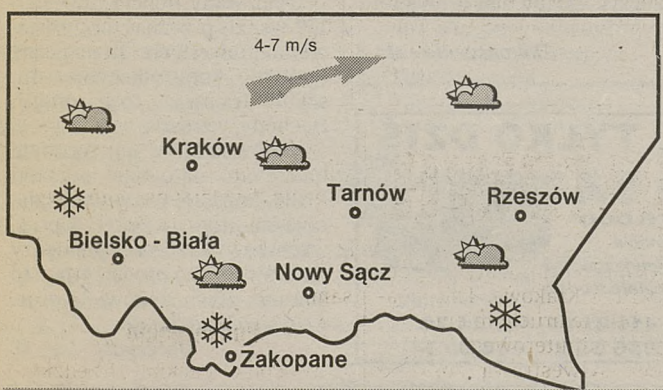 4-7 m/s
Kraków
Tarnów
Rzeszów
Bielsko - Biała
Nowy Sącz
Zakopane